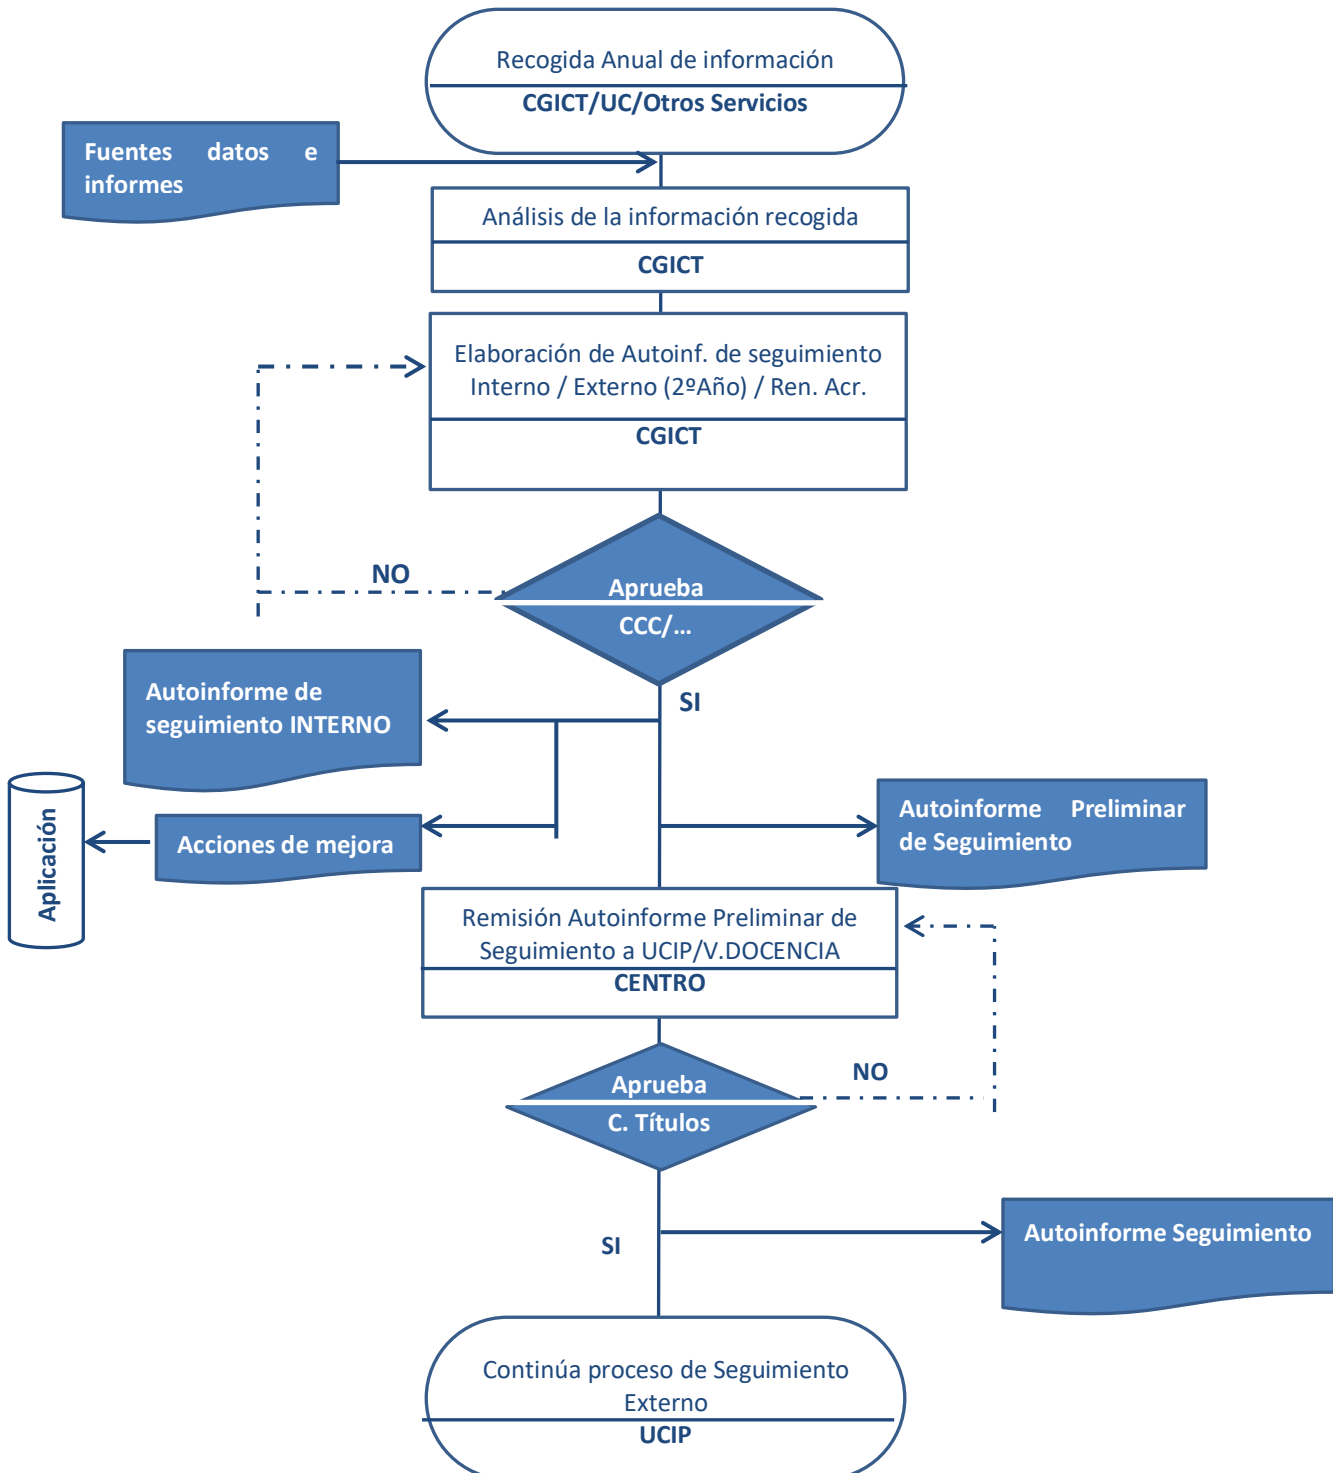 Recogida Anual de información
CGICT/UC/Otros Servicios
Fuentes datos e
informes
Análisis de la información recogida
CGICT
Elaboración de Autoinf. de seguimiento
Interno / Externo (2ºAño) / Ren. Acr.
CGICT
NO
Aprueba
CCC/...
SI
Autoinforme de
seguimiento INTERNO
Aplicación
Acciones de mejora
Autoinforme Preliminar
de Seguimiento
Remisión Autoinforme Preliminar de
Seguimiento a UCIP/V.DOCENCIA
CENTRO
Aprueba
C. Títulos
NO
SI
Autoinforme Seguimiento
Continúa proceso de Seguimiento
Externo
UCIP